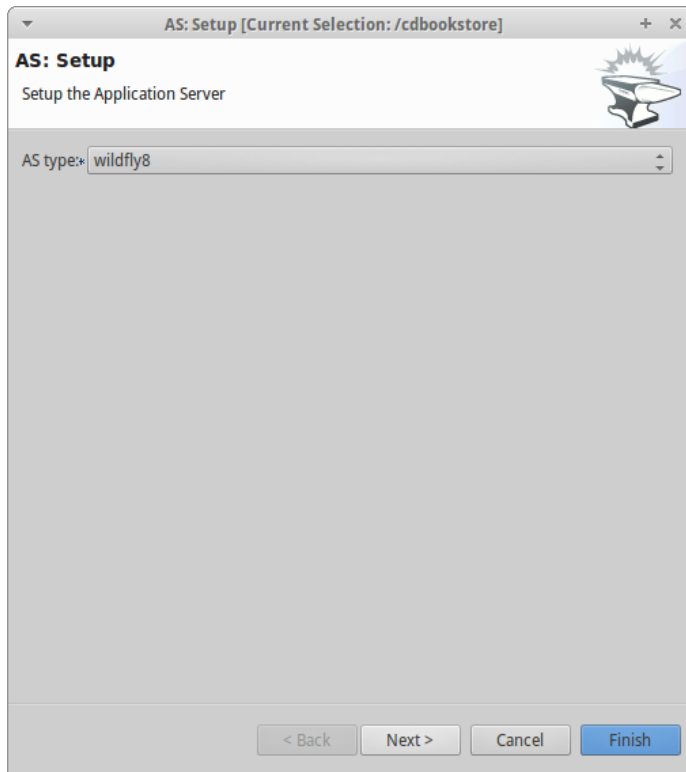 AS: Setup [Current Selection: /cdbookstore]
AS: Setup
Setup the Application Server
AS type:* wildfly8
< Back Next > Cancel Finish